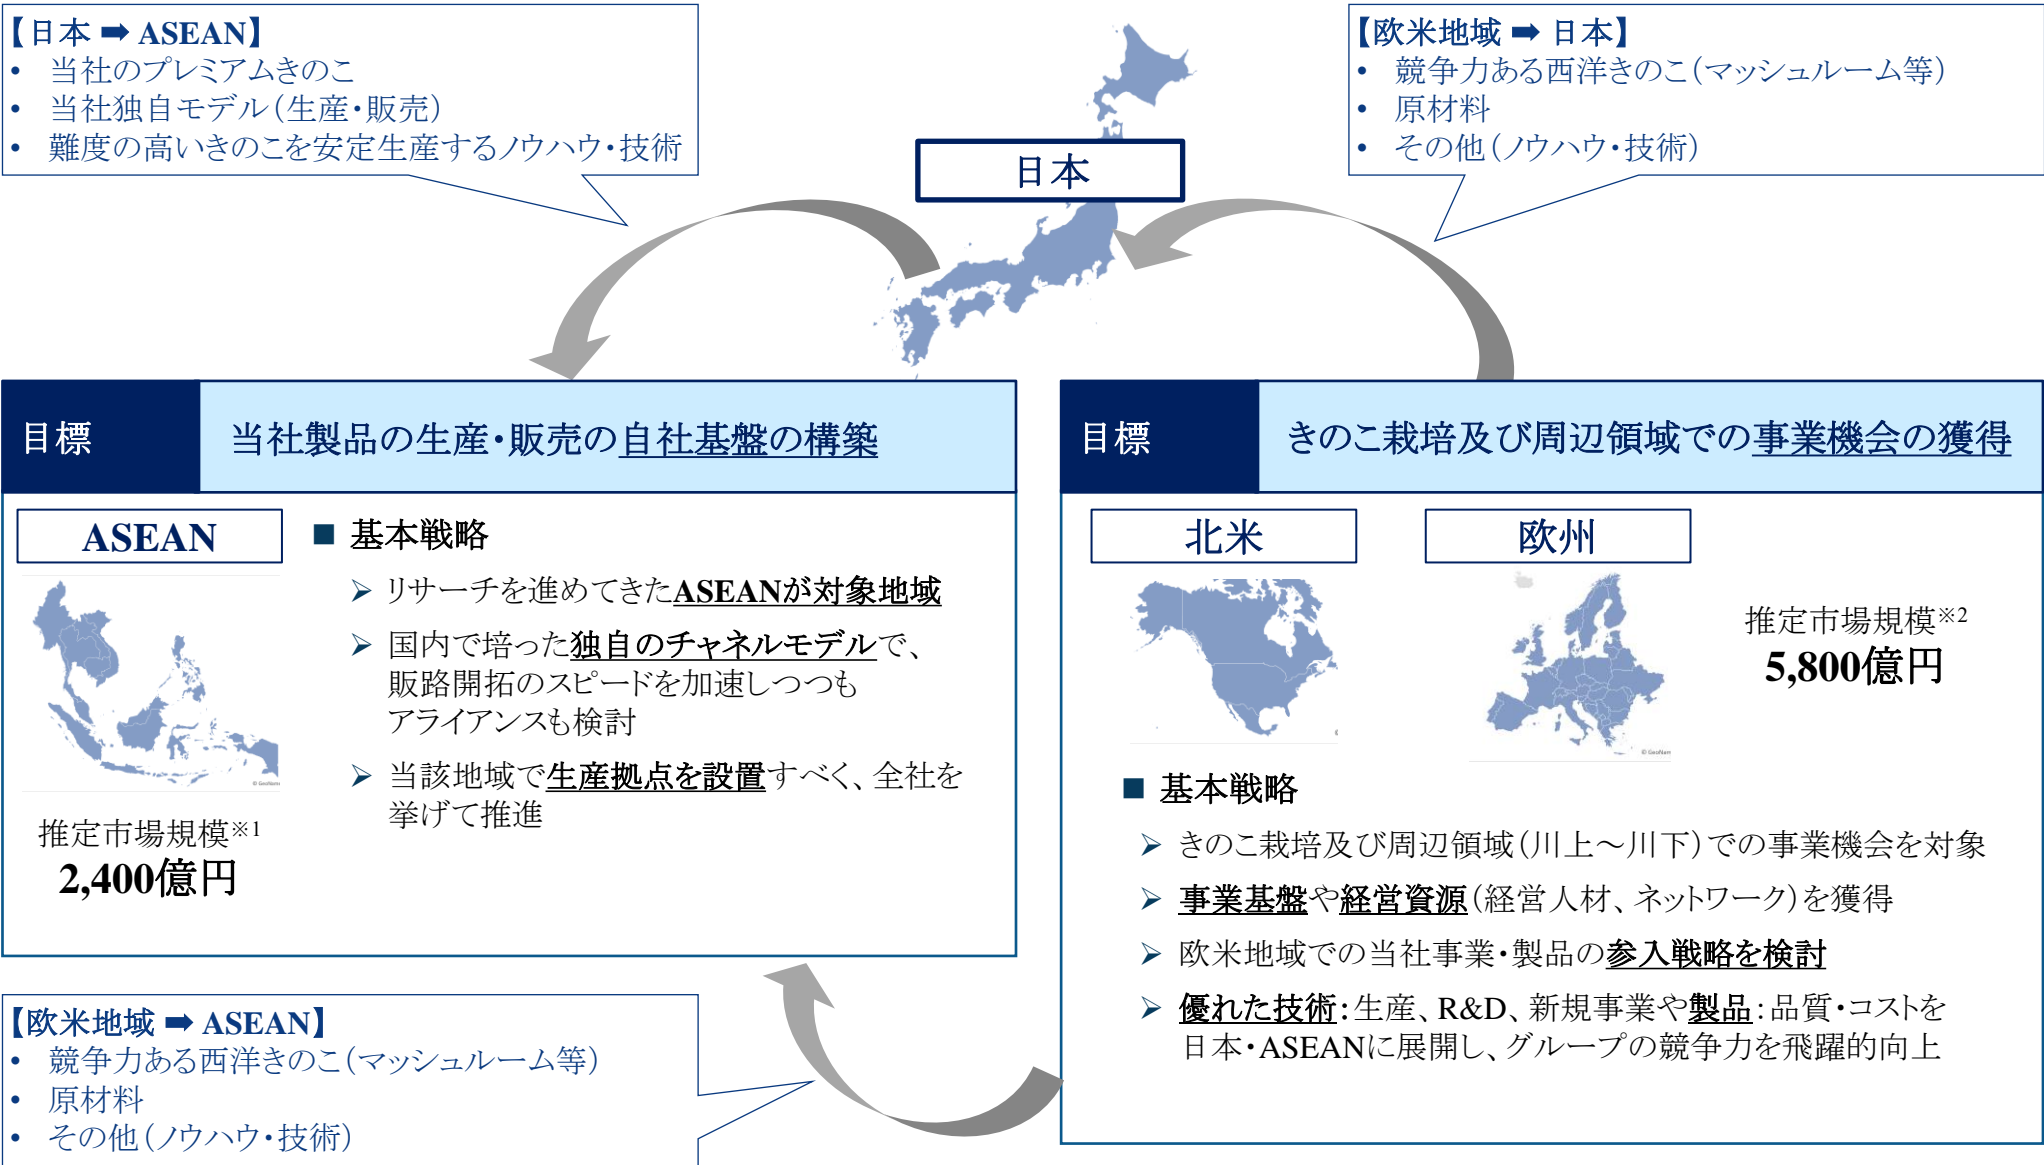 【日本 ➡ ASEAN】
• 当社のプレミアムきのこ
• 当社独自モデル（生産・販売）
• 難度の高いきのこを安定生産するノウハウ・技術
【欧米地域 ➡ 日本】
• 競争力ある西洋きのこ（マッシュルーム等）
• 原材料
• その他（ノウハウ・技術）
日本
目標
当社製品の生産・販売の自社基盤の構築
ASEAN
推定市場規模※1
2,400億円
■ 基本戦略
➢ リサーチを進めてきたASEANが対象地域
➢ 国内で培った独自のチャネルモデルで、
販路開拓のスピードを加速しつつも
アライアンスも検討
➢ 当該地域で生産拠点を設置すべく、全社を
挙げて推進
目標
きのこ栽培及び周辺領域での事業機会の獲得
北米
欧州
© GeoNam
推定市場規模※2
5,800億円
■ 基本戦略
➢ きのこ栽培及び周辺領域（川上～川下）での事業機会を対象
➢ 事業基盤や経営資源（経営人材、ネットワーク）を獲得
➢ 欧米地域での当社事業・製品の参入戦略を検討
➢ 優れた技術：生産、R&D、新規事業や製品：品質・コストを
日本・ASEANに展開し、グループの競争力を飛躍的向上
【欧米地域 ➡ ASEAN】
• 競争力ある西洋きのこ（マッシュルーム等）
• 原材料
• その他（ノウハウ・技術）